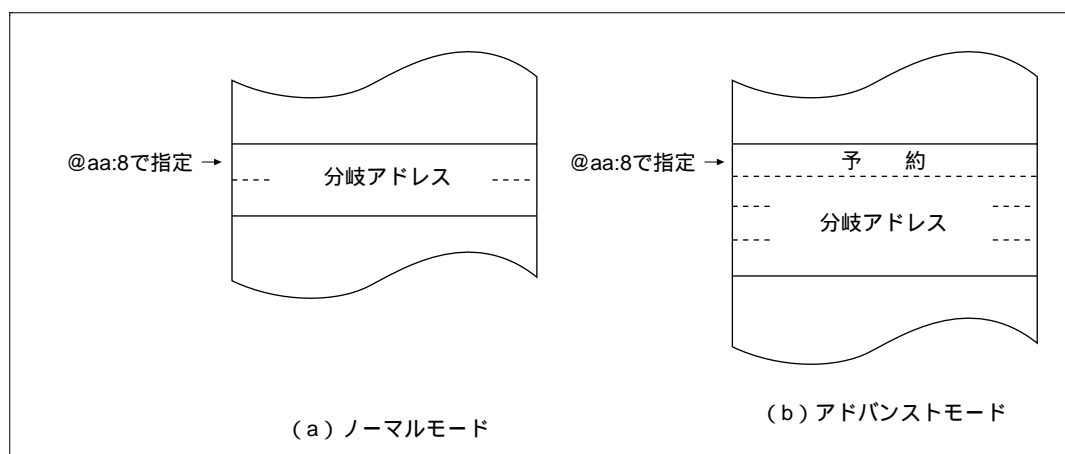 @aa:8で指定
分岐アドレス
(a)ノーマルモード
@aa:8で指定
予 約
分岐アドレス
(b)アドバンストモード